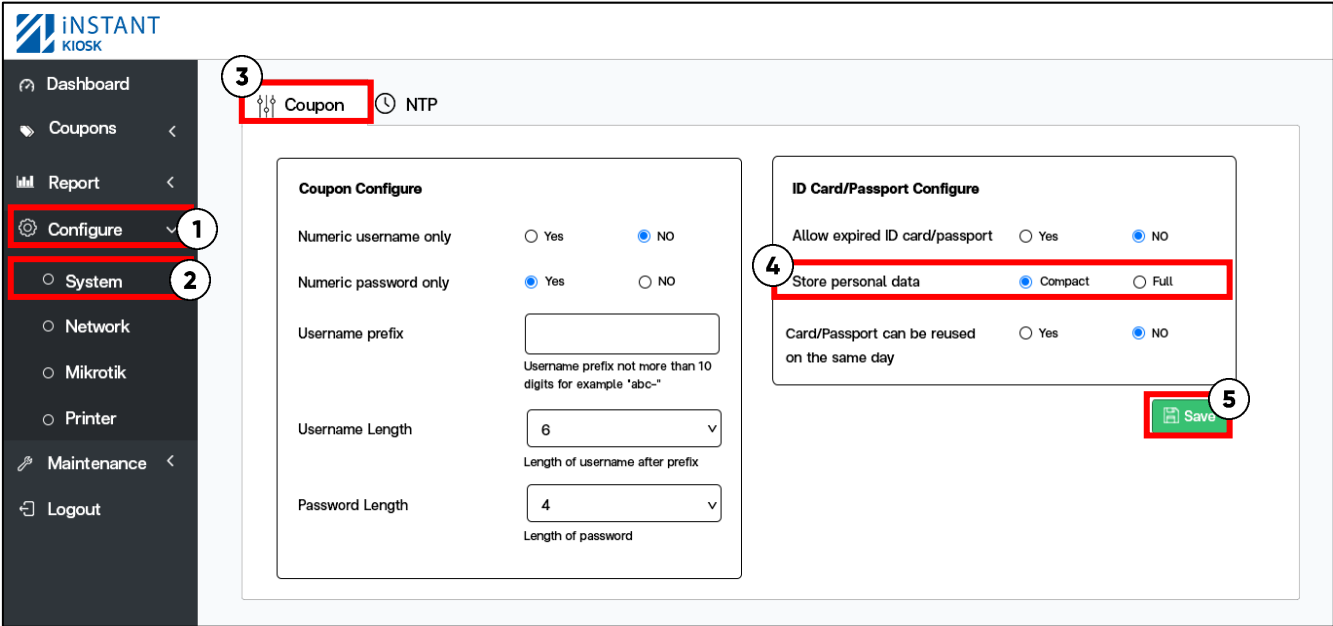 iNSTANT
KIOSK
Dashboard
Coupons
Report
Configure
1
System
2
Network
Mikrotik
Printer
Maintenance
Logout
3
Coupon
NTP
Coupon Configure
Numeric username only
Yes
NO
Numeric password only
Yes
NO
Username prefix
Username prefix not more than 10
digits for example "abc-"
Username Length
6
Length of username after prefix
Password Length
4
Length of password
ID Card/Passport Configure
Allow expired ID card/passport
Yes
NO
4
Store personal data
Compact
Full
Card/Passport can be reused
on the same day
Yes
NO
Save
5